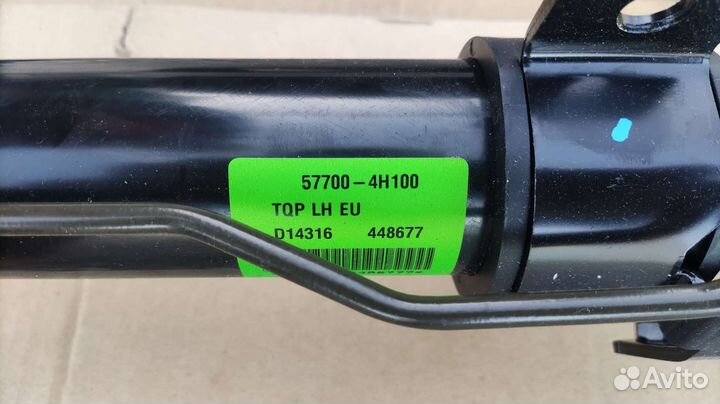 57700-4H100
TQP LH EU
D14316 448677
Avito